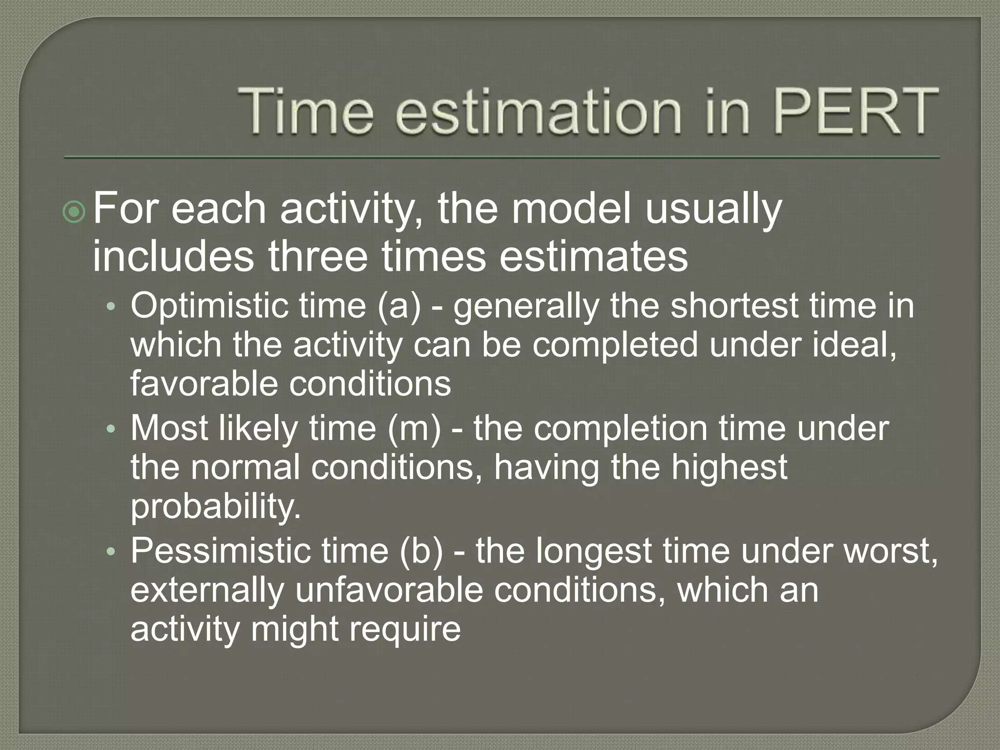 Time estimation in PERT
For each activity, the model usually
includes three times estimates
• Optimistic time (a) - generally the shortest time in
which the activity can be completed under ideal,
favorable conditions
• Most likely time (m) - the completion time under
the normal conditions, having the highest
probability.
• Pessimistic time (b) - the longest time under worst,
externally unfavorable conditions, which an
activity might require